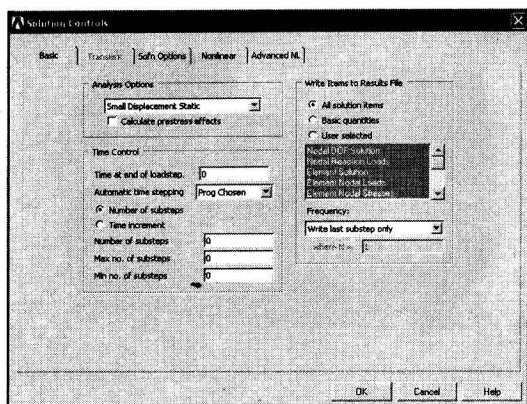 Solution Controls
Basic
Transient
Sol'n Options
Nonlinear
Advanced NL
Analysis Options
Small Displacement Static
Calculate prestress effects
Time Control
Time at end of loadstep
0
Automatic time stepping
Prog Chosen
Number of substeps
Time increment
Number of substeps
0
Max no. of substeps
0
Min no. of substeps
0
Write Items to Results File
All solution items
Basic quantities
User selected
Nodal DOF Solution
Nodal Reaction Loads
Element Solution
Element Nodal Loads
Element Nodal Stresses
Frequency:
Write last substep only
where N =
1
OK
Cancel
Help